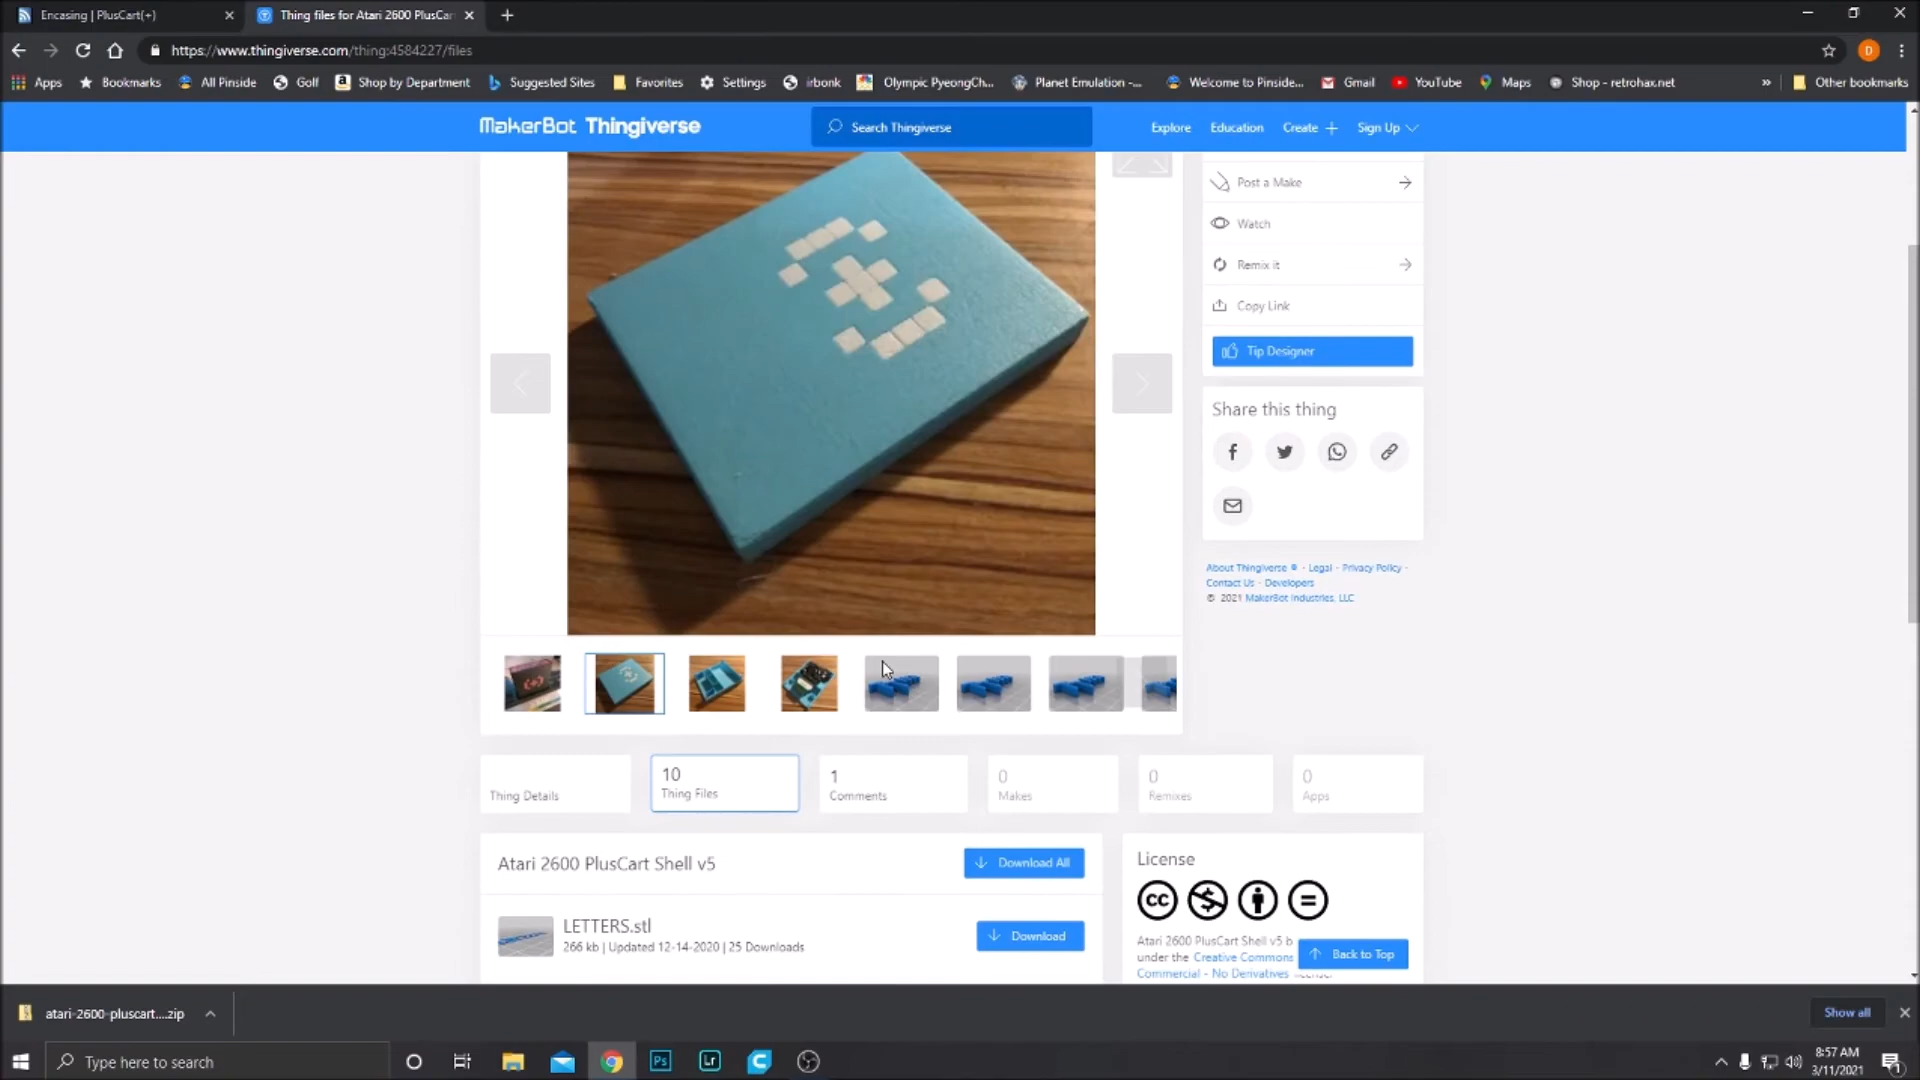 Encasing | PlusCart(+)
Thing files for Atari 2600 PlusCar
https://www.thingiverse.com/thing:4584227/files
D
Apps
Bookmarks
All Pinside
Golf
Shop by Department
Suggested Sites
Favorites
Settings
irbonk
Olympic PyeongCh...
Planet Emulation -...
Welcome to Pinside...
Gmail
YouTube
Maps
Shop - retrohax.net
»
Other bookmarks
MakerBot Thingiverse
Search Thingiverse
Explore
Education
Create
Sign Up
Post a Make
Watch
Remix it
Copy Link
Tip Designer
Share this thing
About Thingiverse ® · Legal · Privacy Policy ·
Contact Us · Developers
© 2021 MakerBot Industries, LLC
10
Thing Details
Thing Files
1
Comments
0
Makes
0
Remixes
0
Apps
Atari 2600 PlusCart Shell v5
Download All
LETTERS.stl
266 kb | Updated 12-14-2020 | 25 Downloads
Download
License
cc
Atari 2600 PlusCart Shell v5 b
under the Creative Commons
Commercial - No Derivatives
Back to Top
atari-2600-pluscart....zip
Show all
Type here to search
Ps
Lr
8:57 AM
3/11/2021
1